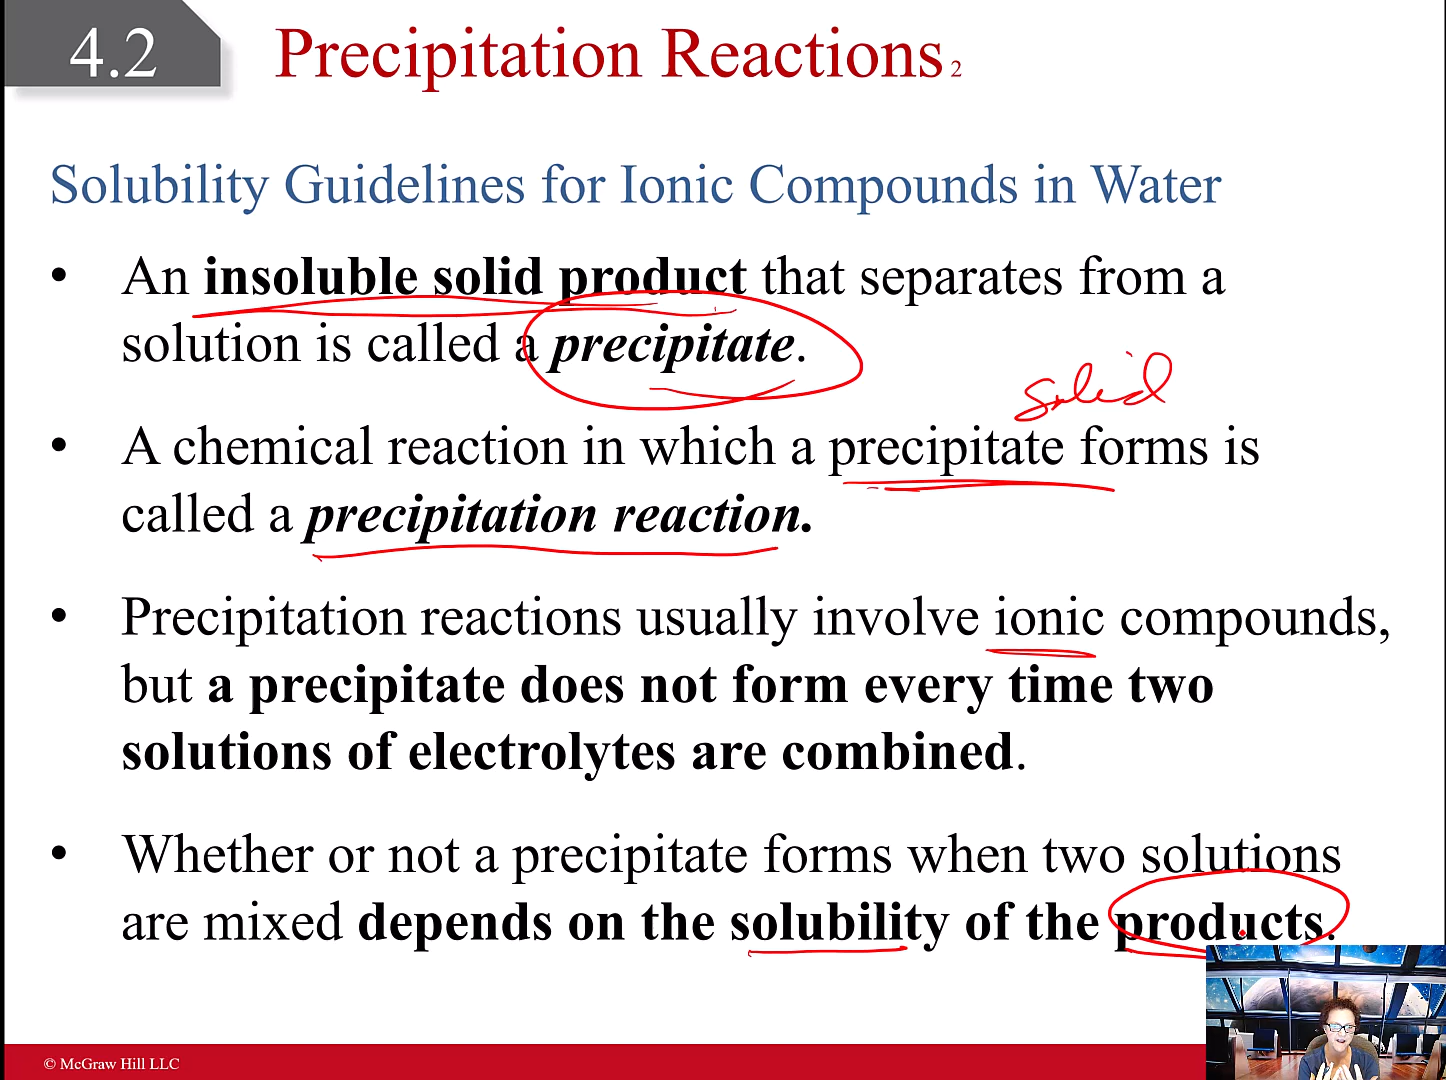 4.2
Precipitation Reactions 2
Solubility Guidelines for Ionic Compounds in Water
• An insoluble solid product that separates from a
solution is called a precipitate.
solid
• A chemical reaction in which a precipitate forms is
called a precipitation reaction.
• Precipitation reactions usually involve ionic compounds,
but a precipitate does not form every time two
solutions of electrolytes are combined.
• Whether or not a precipitate forms when two solutions
are mixed depends on the solubility of the products.
© McGraw Hill LLC